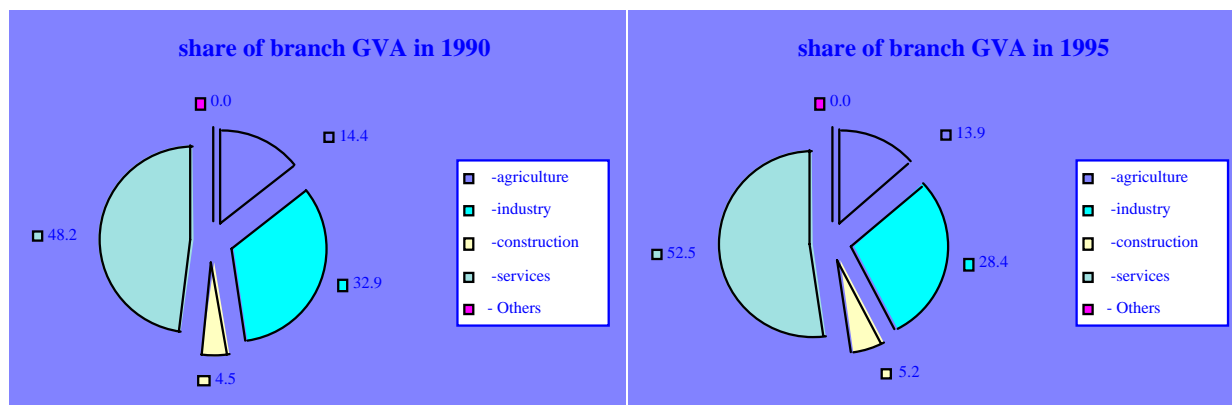 share of branch GVA in 1990
0.0
14.4
48.2
32.9
4.5
-agriculture
-industry
-construction
-services
- Others
share of branch GVA in 1995
0.0
13.9
52.5
28.4
5.2
-agriculture
-industry
-construction
-services
- Others